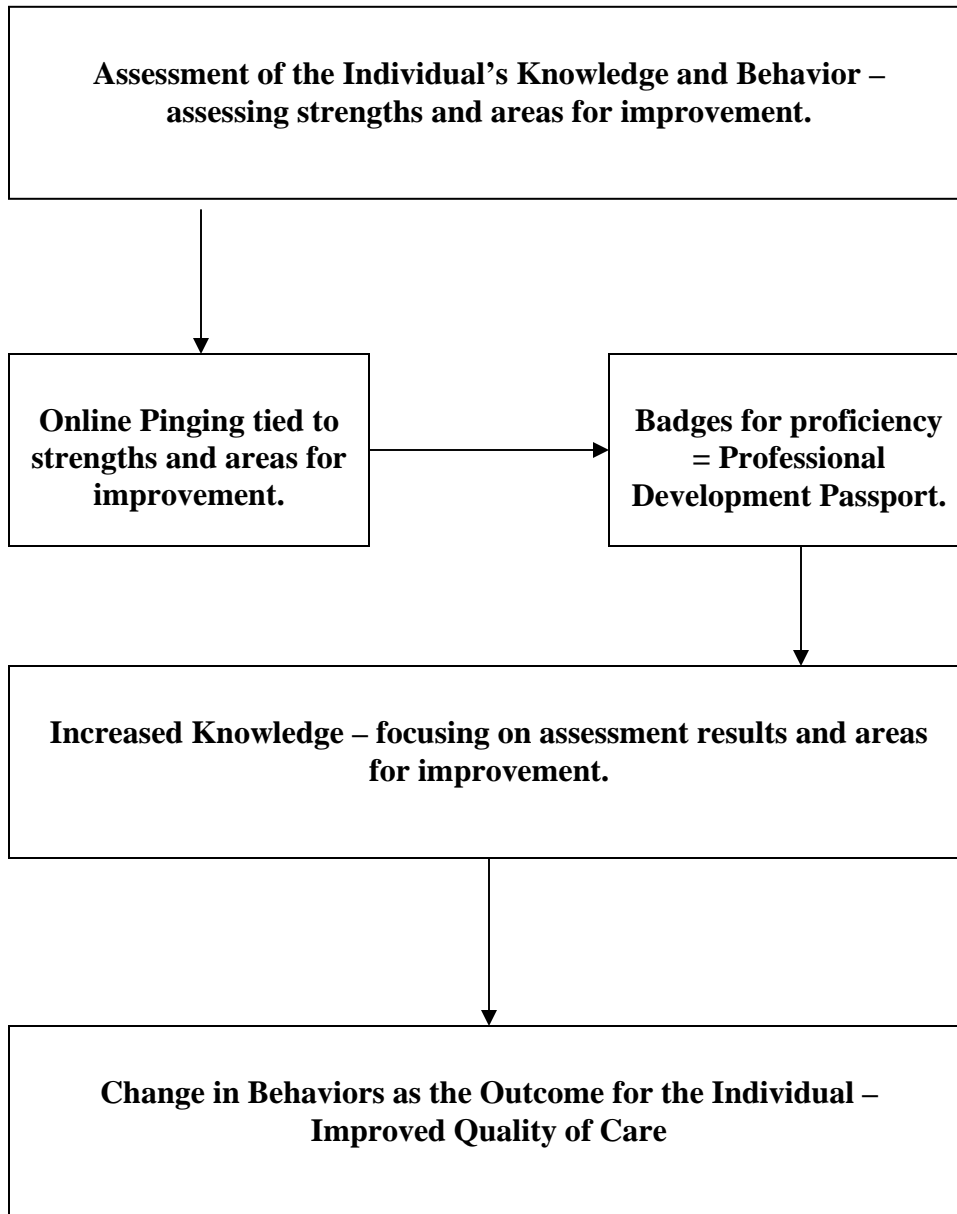 Assessment of the Individual’s Knowledge and Behavior –
assessing strengths and areas for improvement.
Online Pinging tied to
strengths and areas for
improvement.
Badges for proficiency
= Professional
Development Passport.
Increased Knowledge – focusing on assessment results and areas
for improvement.
Change in Behaviors as the Outcome for the Individual –
Improved Quality of Care